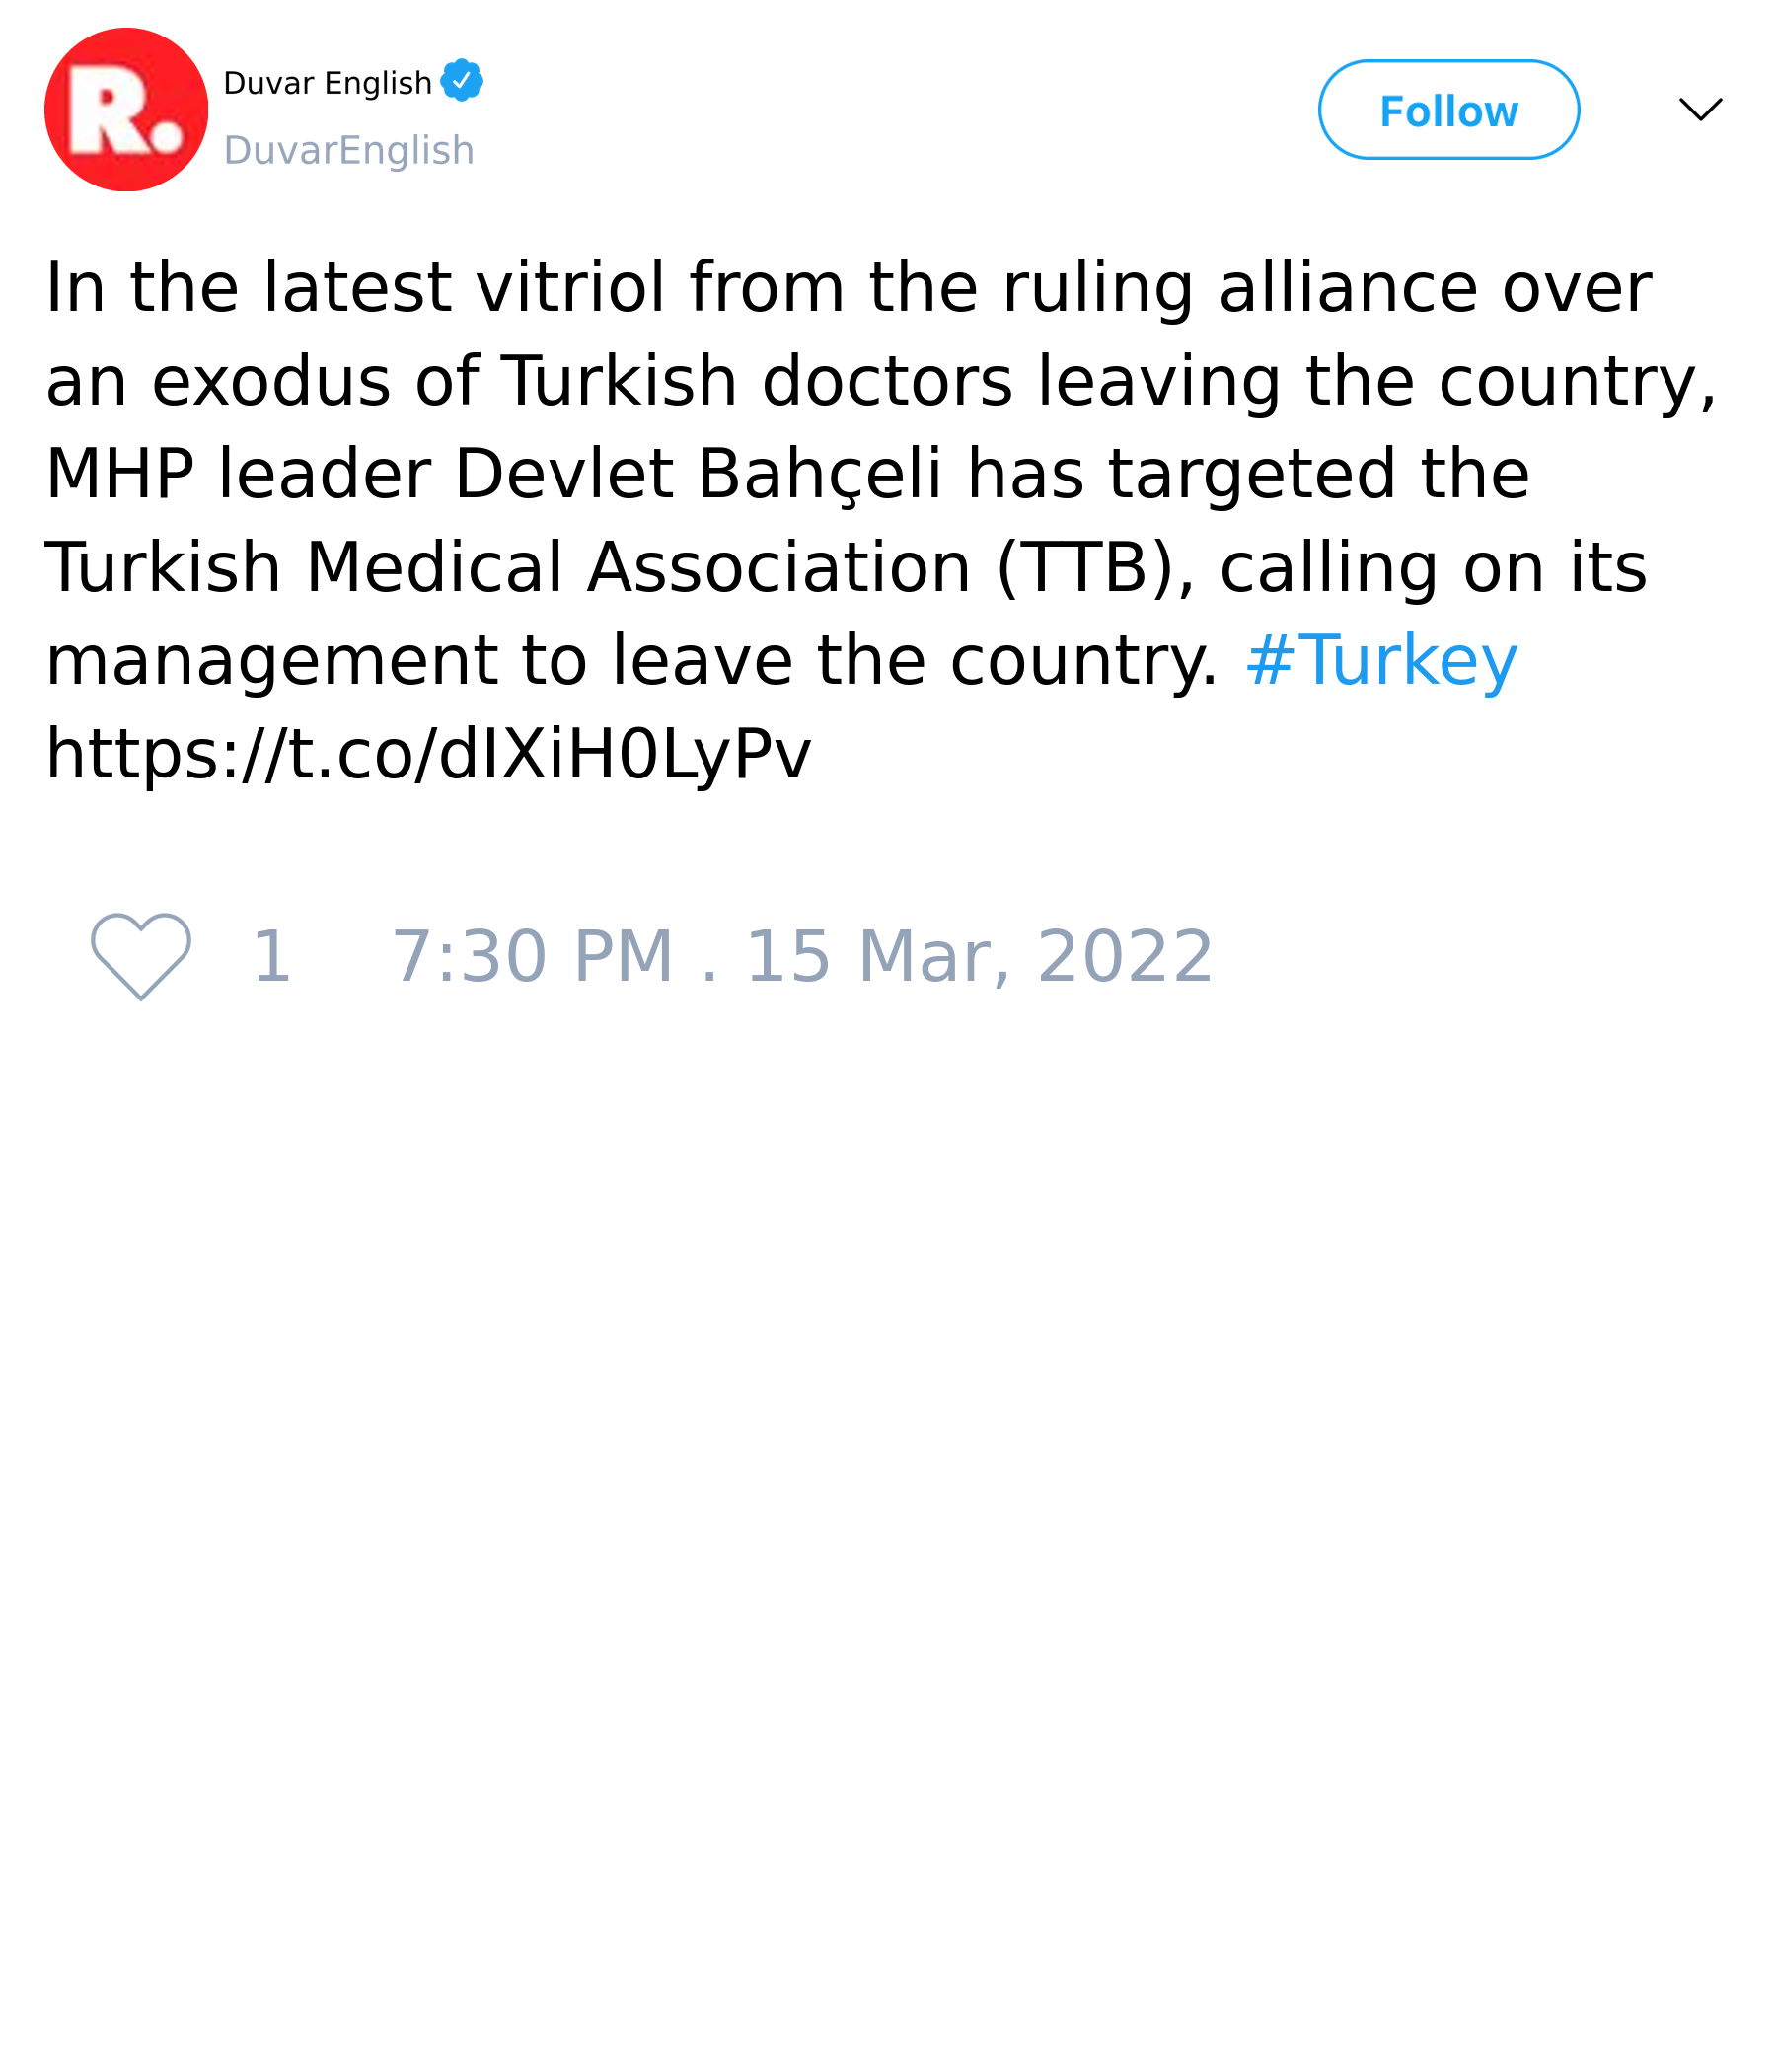 R.
Duvar English
DuvarEnglish
Follow
In the latest vitriol from the ruling alliance over
an exodus of Turkish doctors leaving the country,
MHP leader Devlet Bahçeli has targeted the
Turkish Medical Association (TTB), calling on its
management to leave the country. #Turkey
https://t.co/dIXiH0LyPv
1 7:30 PM . 15 Mar, 2022